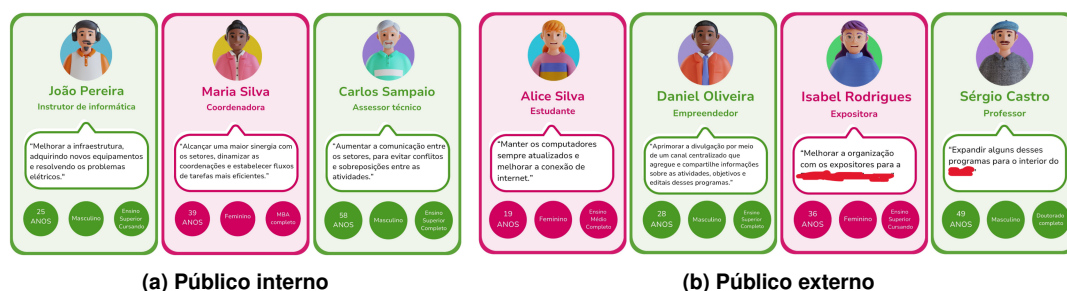 João Pereira
Instrutor de informática
"Melhorar a infraestrutura,
adquirindo novos equipamentos
e resolvendo os problemas
elétricos."
25
ANOS
Masculino
Ensino
Superior
Cursando
Maria Silva
Coordenadora
"Alcançar uma maior sinergia com
os setores, dinamizar as
coordenações e estabelecer fluxos
de tarefas mais eficientes."
39
ANOS
Feminino
MBA
completo
Carlos Sampaio
Assessor técnico
"Aumentar a comunicação entre
os setores, para evitar conflitos
e sobreposições entre as
atividades."
58
ANOS
Masculino
Ensino
Superior
Completo
(a) Público interno
Alice Silva
Estudante
"Manter os computadores
sempre atualizados e
melhorar a conexão de
internet."
19
ANOS
Feminino
Ensino
Médio
Completo
Daniel Oliveira
Empreendedor
"Aprimorar a divulgação por meio
de um canal centralizado que
agregue e compartilhe informações
sobre as atividades, objetivos e
editais desses programas."
28
ANOS
Masculino
Ensino
Superior
Completo
Isabel Rodrigues
Expositora
"Melhorar a organização
com os expositores para a
36
ANOS
Feminino
Ensino
Superior
Cursando
Sérgio Castro
Professor
"Expandir alguns desses
programas para o interior do
49
ANOS
Masculino
Doutorado
completo
(b) Público externo